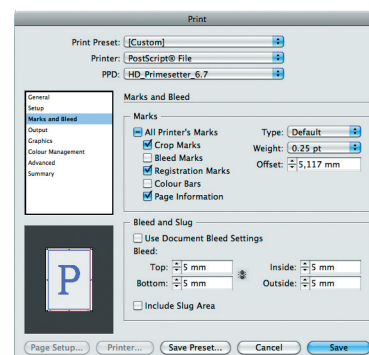 Print
Print Preset: [Custom]
Printer: PostScript® File
PPD: HD_Primesetter_6.7
General
Setup
Marks and Bleed
Output
Graphics
Colour Management
Advanced
Summary
Marks and Bleed
Marks
All Printer's Marks
Crop Marks
Bleed Marks
Registration Marks
Colour Bars
Page Information
Type: Default
Weight: 0.25 pt
Offset: 5,117 mm
Bleed and Slug
Use Document Bleed Settings
Bleed:
Top: 5 mm Inside: 5 mm
Bottom: 5 mm Outside: 5 mm
Include Slug Area
P
Page Setup... Printer... Save Preset... Cancel Save